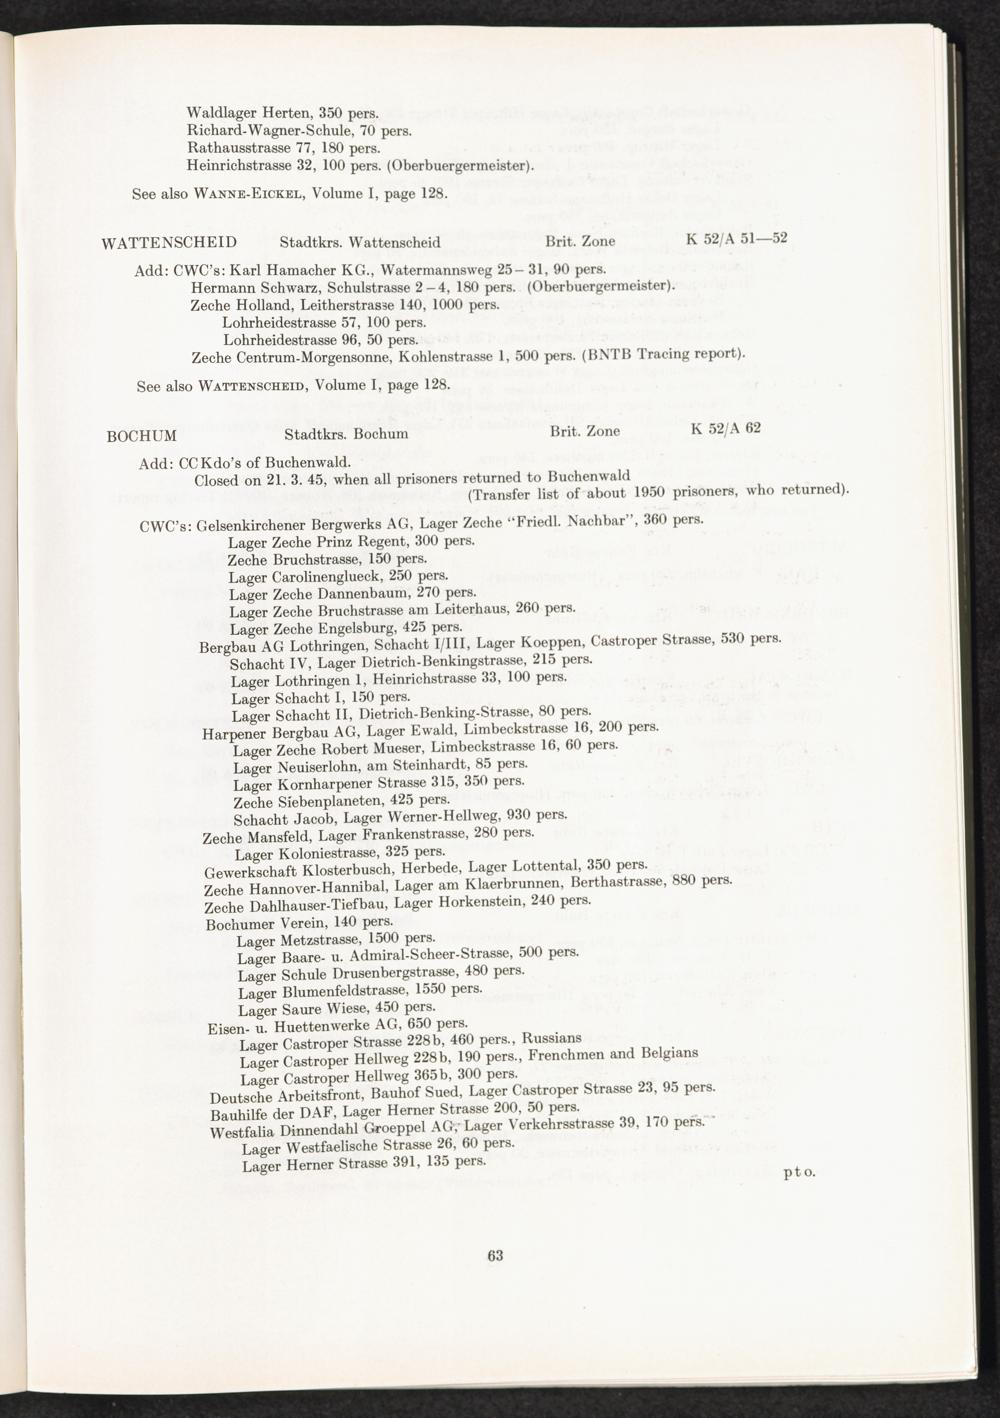 Waldlager Herten, 350 pers.
Richard-Wagner-Schule, 70 pers.
Rathausstrasse 77, 180 pers.
Heinrichstrasse 32, 100 pers. (Oberbuergermeister).
See also WANNE-EICKEL, Volume I, page 128.
WATTENSCHEID Stadtkrs. Wattenscheid Brit. Zone K 52/A 51—52
Add: CWC's: Karl Hamacher KG., Watermannsweg 25–31, 90 pers.
Hermann Schwarz, Schulstrasse 2–4, 180 pers. (Oberbuergermeister).
Zeche Holland, Leitherstrasse 140, 1000 pers.
Lohrheidestrasse 57, 100 pers.
Lohrheidestrasse 96, 50 pers.
Zeche Centrum-Morgensonne, Kohlenstrasse 1, 500 pers. (BNTB Tracing report).
See also WATTENSCHEID, Volume I, page 128.
BOCHUM Stadtkrs. Bochum Brit. Zone K 52/A 62
Add: CC Kdo's of Buchenwald.
Closed on 21. 3. 45, when all prisoners returned to Buchenwald
(Transfer list of about 1950 prisoners, who returned).
CWC's: Gelsenkirchener Bergwerks AG, Lager Zeche "Friedl. Nachbar", 360 pers.
Lager Zeche Prinz Regent, 300 pers.
Zeche Bruchstrasse, 150 pers.
Lager Carolinenglueck, 250 pers.
Lager Zeche Dannenbaum, 270 pers.
Lager Zeche Bruchstrasse am Leiterhaus, 260 pers.
Lager Zeche Engelsburg, 425 pers.
Bergbau AG Lothringen, Schacht I/III, Lager Koeppen, Castroper Strasse, 530 pers.
Schacht IV, Lager Dietrich-Benkingstrasse, 215 pers.
Lager Lothringen 1, Heinrichstrasse 33, 100 pers.
Lager Schacht I, 150 pers.
Lager Schacht II, Dietrich-Benking-Strasse, 80 pers.
Harpener Bergbau AG, Lager Ewald, Limbeckstrasse 16, 200 pers.
Lager Zeche Robert Mueser, Limbeckstrasse 16, 60 pers.
Lager Neuiserlohn, am Steinhardt, 85 pers.
Lager Kornharpener Strasse 315, 350 pers.
Zeche Siebenplaneten, 425 pers.
Schacht Jacob, Lager Werner-Hellweg, 930 pers.
Zeche Mansfeld, Lager Frankenstrasse, 280 pers.
Lager Koloniestrasse, 325 pers.
Gewerkschaft Klosterbusch, Herbede, Lager Lottental, 350 pers.
Zeche Hannover-Hannibal, Lager am Klaerbrunnen, Berthastrasse, 880 pers.
Zeche Dahlhauser-Tiefbau, Lager Horkenstein, 240 pers.
Bochumer Verein, 140 pers.
Lager Metzstrasse, 1500 pers.
Lager Baare- u. Admiral-Scheer-Strasse, 500 pers.
Lager Schule Drusenbergstrasse, 480 pers.
Lager Blumenfeldstrasse, 1550 pers.
Lager Saure Wiese, 450 pers.
Eisen- u. Huettenwerke AG, 650 pers.
Lager Castroper Strasse 228b, 460 pers., Russians
Lager Castroper Hellweg 228b, 190 pers., Frenchmen and Belgians
Lager Castroper Hellweg 365b, 300 pers.
Deutsche Arbeitsfront, Bauhof Sued, Lager Castroper Strasse 23, 95 pers.
Bauhilfe der DAF, Lager Herner Strasse 200, 50 pers.
Westfalia Dinnendahl Groeppel AG, Lager Verkehrsstrasse 39, 170 pers.
Lager Westfaelische Strasse 26, 60 pers.
Lager Herner Strasse 391, 135 pers.
pto.
63